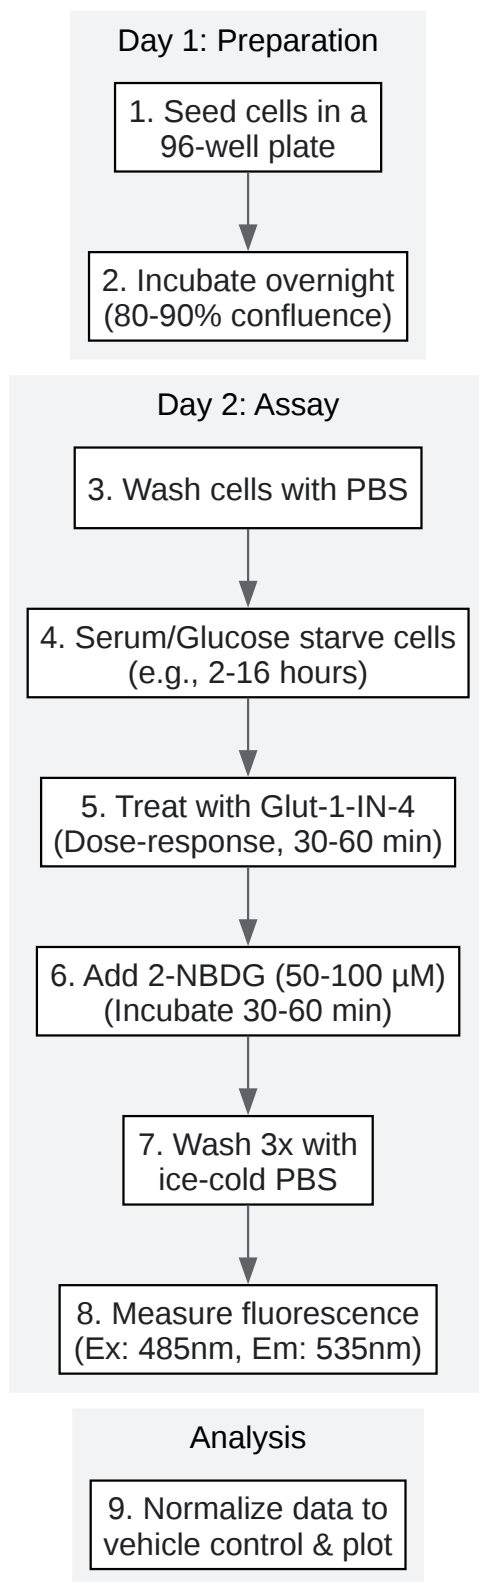 Day 1: Preparation
1. Seed cells in a
96-well plate
2. Incubate overnight
(80-90% confluence)
Day 2: Assay
3. Wash cells with PBS
4. Serum/Glucose starve cells
(e.g., 2-16 hours)
5. Treat with Glut-1-IN-4
(Dose-response, 30-60 min)
6. Add 2-NBDG (50-100 µM)
(Incubate 30-60 min)
7. Wash 3x with
ice-cold PBS
8. Measure fluorescence
(Ex: 485nm, Em: 535nm)
Analysis
9. Normalize data to
vehicle control & plot